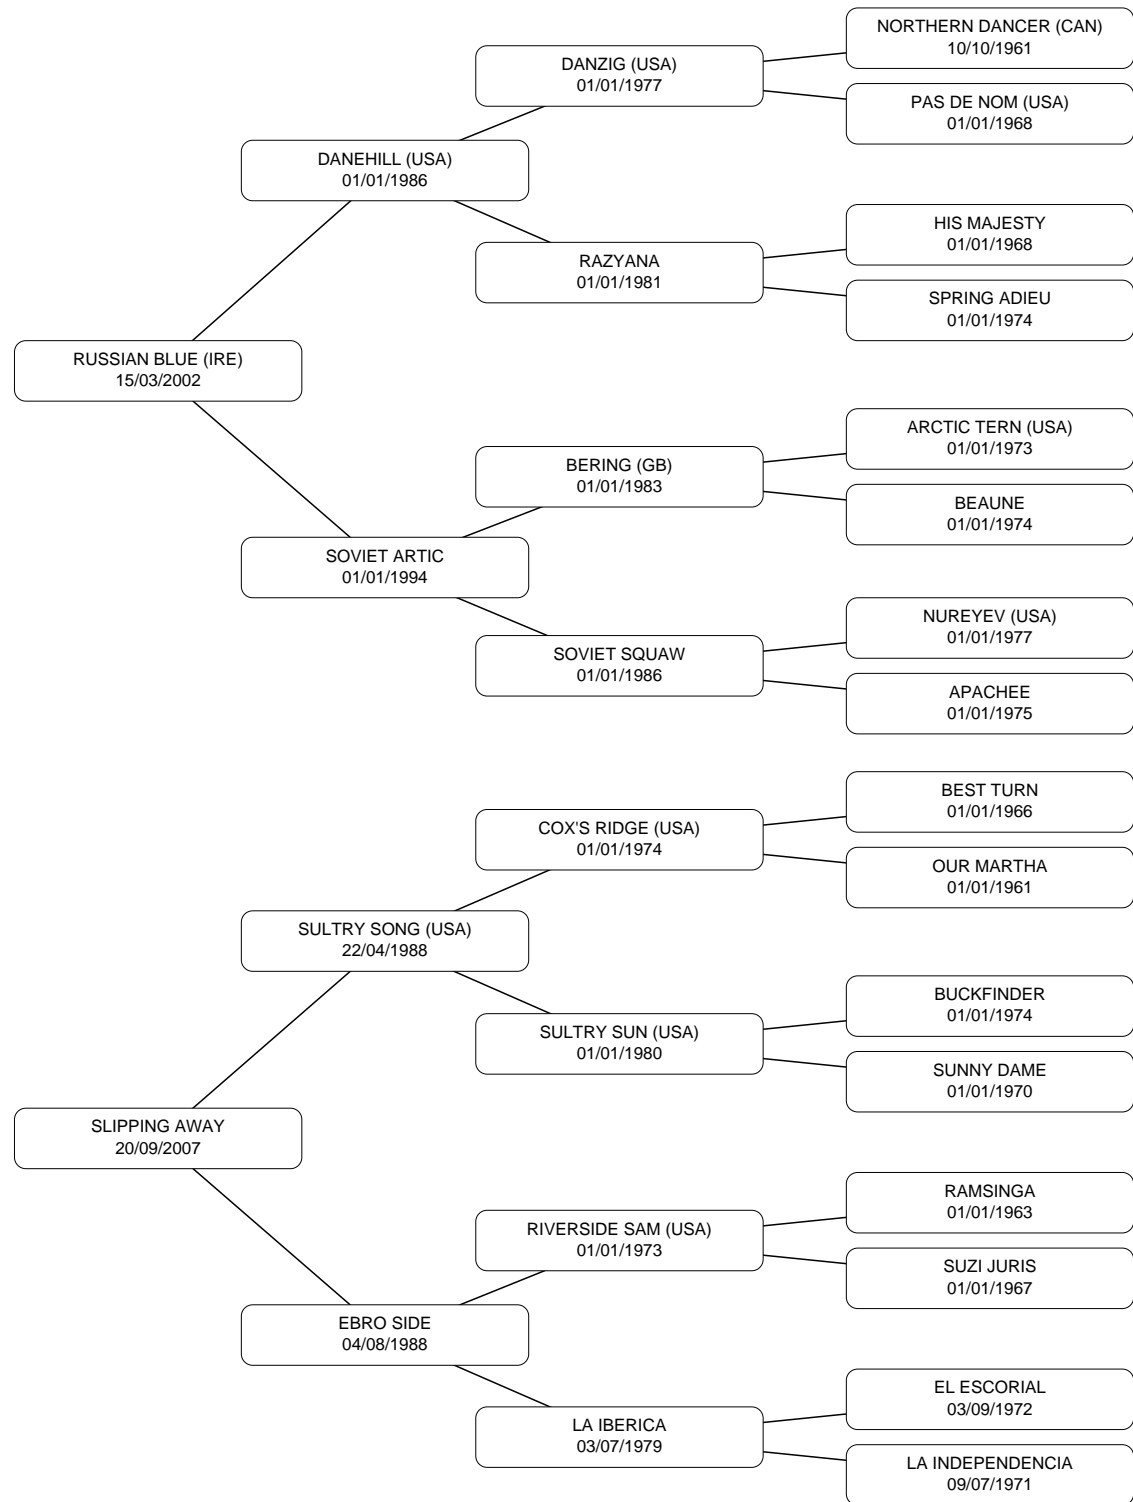 NORTHERN DANCER (CAN)
10/10/1961
DANZIG (USA)
01/01/1977
PAS DE NOM (USA)
01/01/1968
DANEHILL (USA)
01/01/1986
HIS MAJESTY
01/01/1968
RAZYANA
01/01/1981
SPRING ADIEU
01/01/1974
RUSSIAN BLUE (IRE)
15/03/2002
ARCTIC TERN (USA)
01/01/1973
BERING (GB)
01/01/1983
BEAUNE
01/01/1974
SOVIET ARTIC
01/01/1994
NUREYEV (USA)
01/01/1977
SOVIET SQUAW
01/01/1986
APACHEE
01/01/1975
BEST TURN
01/01/1966
COX'S RIDGE (USA)
01/01/1974
OUR MARTHA
01/01/1961
SULTRY SONG (USA)
22/04/1988
BUCKFINDER
01/01/1974
SULTRY SUN (USA)
01/01/1980
SUNNY DAME
01/01/1970
SLIPPING AWAY
20/09/2007
RAMSINGA
01/01/1963
RIVERSIDE SAM (USA)
01/01/1973
SUZI JURIS
01/01/1967
EBRO SIDE
04/08/1988
EL ESCORIAL
03/09/1972
LA IBERICA
03/07/1979
LA INDEPENDENCIA
09/07/1971